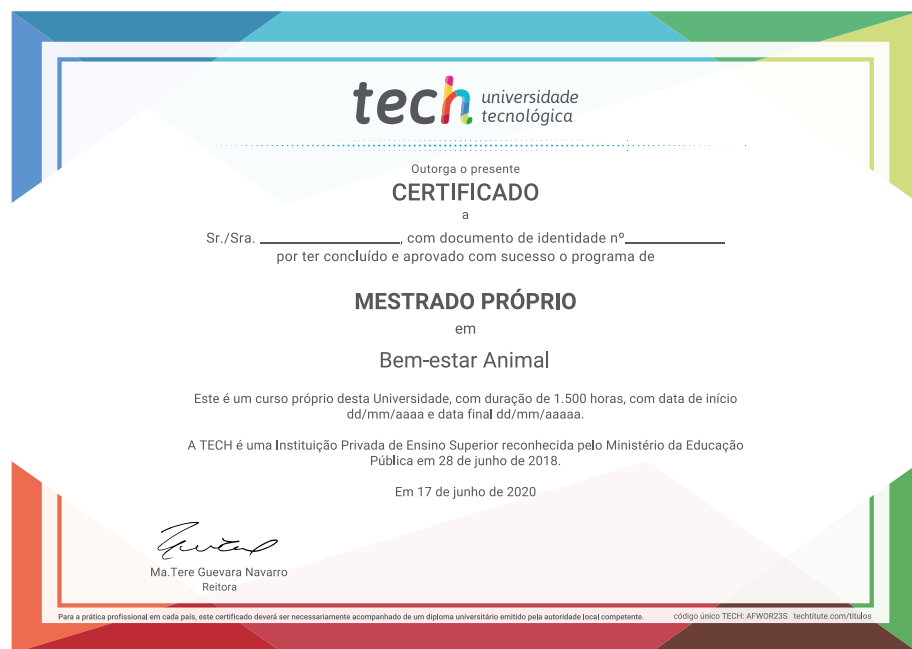 tech universidade
tecnológica
Outorga o presente
CERTIFICADO
a
Sr./Sra. ____________________, com documento de identidade nº______________
por ter concluído e aprovado com sucesso o programa de
MESTRADO PRÓPRIO
em
Bem-estar Animal
Este é um curso próprio desta Universidade, com duração de 1.500 horas, com data de início
dd/mm/aaaa e data final dd/mm/aaaaa.
A TECH é uma Instituição Privada de Ensino Superior reconhecida pelo Ministério da Educação
Pública em 28 de junho de 2018.
Em 17 de junho de 2020
Ma.Tere Guevara Navarro
Reitora
Para a prática profissional em cada país, este certificado deverá ser necessariamente acompanhado de um diploma universitário emitido pela autoridade local competente. código único TECH: AFWOR23S techtitute.com/titulos